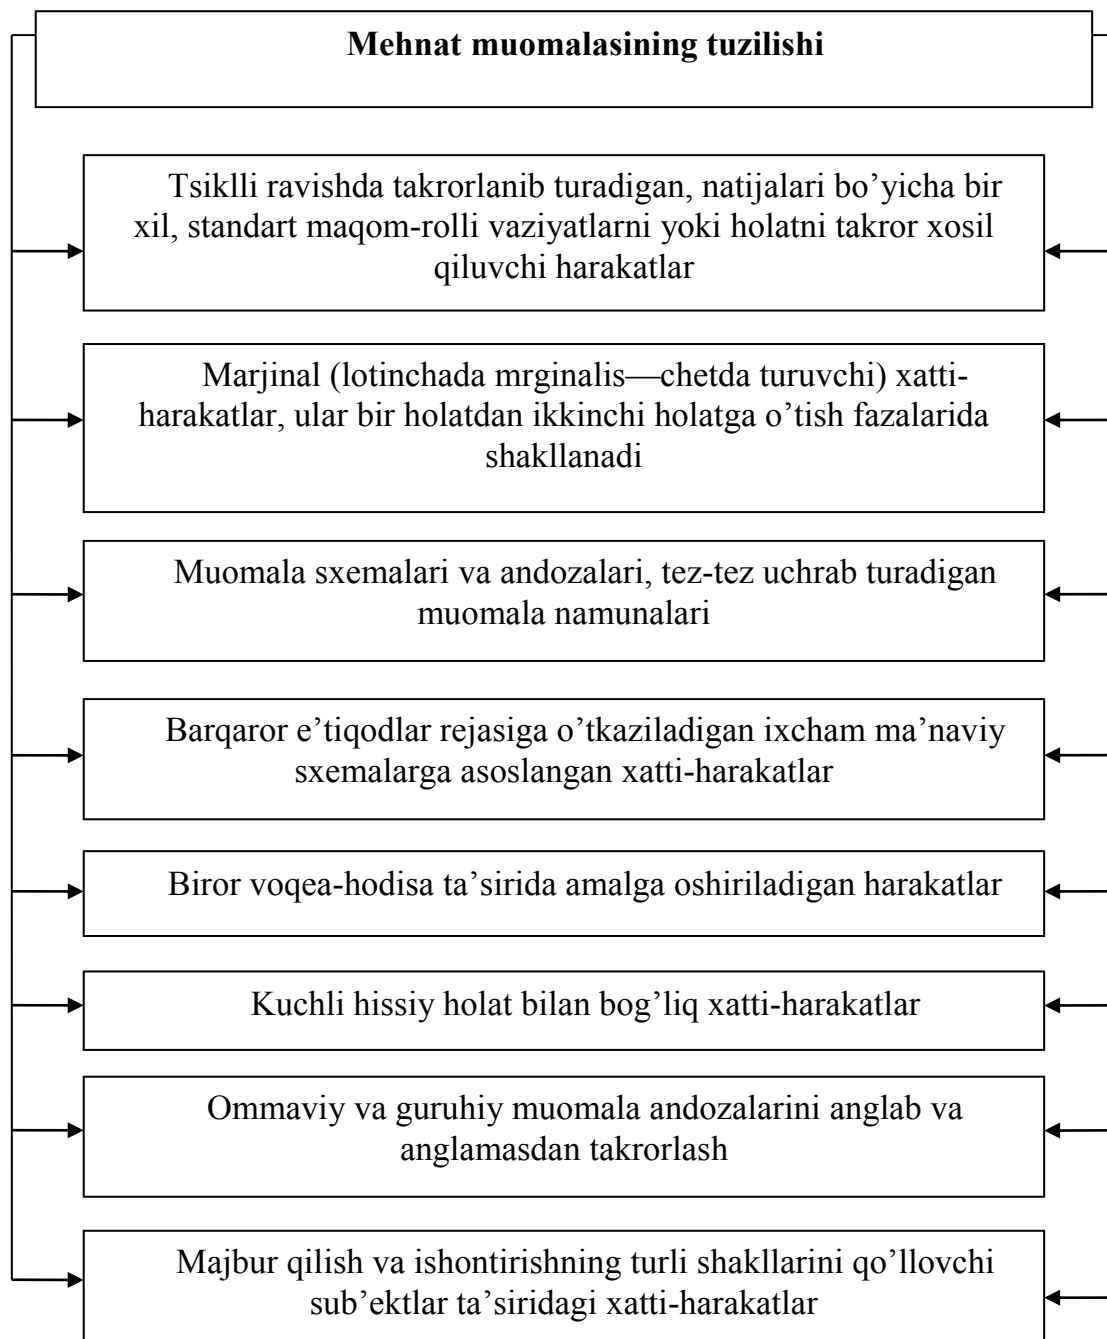 Mehnat muomalasining tuzilishi
Tsiklli ravishda takrorlanib turadigan, natijalari bo’yicha bir
xil, standart maqom-rolli vaziyatlarni yoki holatni takror xosil
qiluvchi harakatlar
Marjinal (lotinchada mrginalis—chetda turuvchi) xatti-
harakatlar, ular bir holatdan ikkinchi holatga o’tish fazalarida
shakllanadi
Muomala sxemalari va andozalari, tez-tez uchrab turadigan
muomala namunalari
Barqaror e’tiqodlar rejasiga o’tkaziladigan ixcham ma’naviy
sxemalarga asoslangan xatti-harakatlar
Biror voqea-hodisa ta’sirida amalga oshiriladigan harakatlar
Kuchli hissiy holat bilan bog’liq xatti-harakatlar
Ommaviy va guruhiy muomala andozalarini anglab va
anglamasdan takrorlash
Majbur qilish va ishontirishning turli shakllarini qo’llovchi
sub’ektlar ta’siridagi xatti-harakatlar